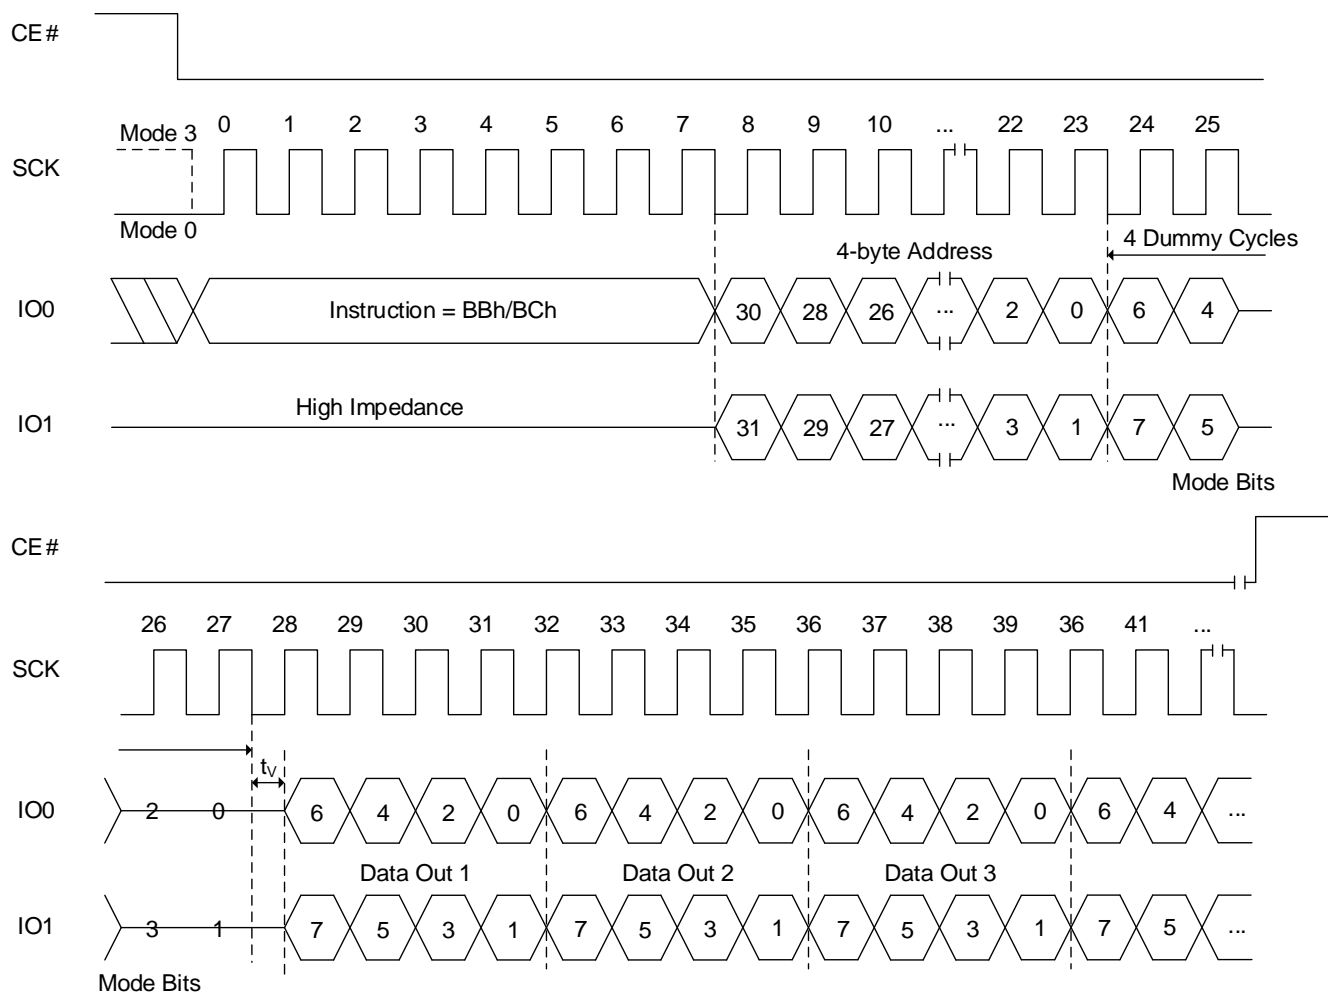 CE#
Mode 3 0 1 2 3 4 5 6 7 8 9 10 ... 22 23 24 25
SCK
Mode 0
4-byte Address 4 Dummy Cycles
IO0 Instruction = BBh/BCh 30 28 26 ... 2 0 6 4
High Impedance
IO1 31 29 27 ... 3 1 7 5
Mode Bits
CE#
26 27 28 29 30 31 32 33 34 35 36 37 38 39 36 41 ...
SCK
tV
IO0 2 0 6 4 2 0 6 4 2 0 6 4 2 0 6 4 ...
Data Out 1 Data Out 2 Data Out 3
IO1 3 1 7 5 3 1 7 5 3 1 7 5 3 1 7 5 ...
Mode Bits